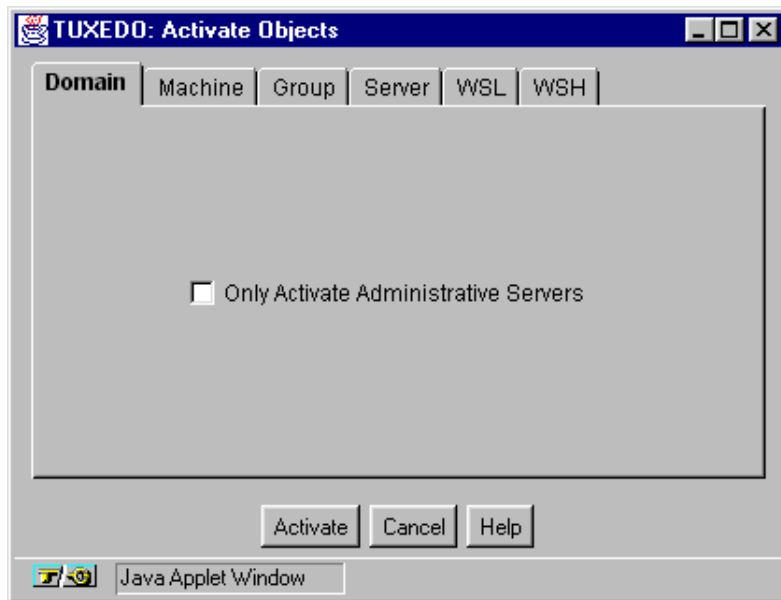 TUXEDO: Activate Objects
Domain Machine Group Server WSL WSH
Only Activate Administrative Servers
Activate Cancel Help
Java Applet Window